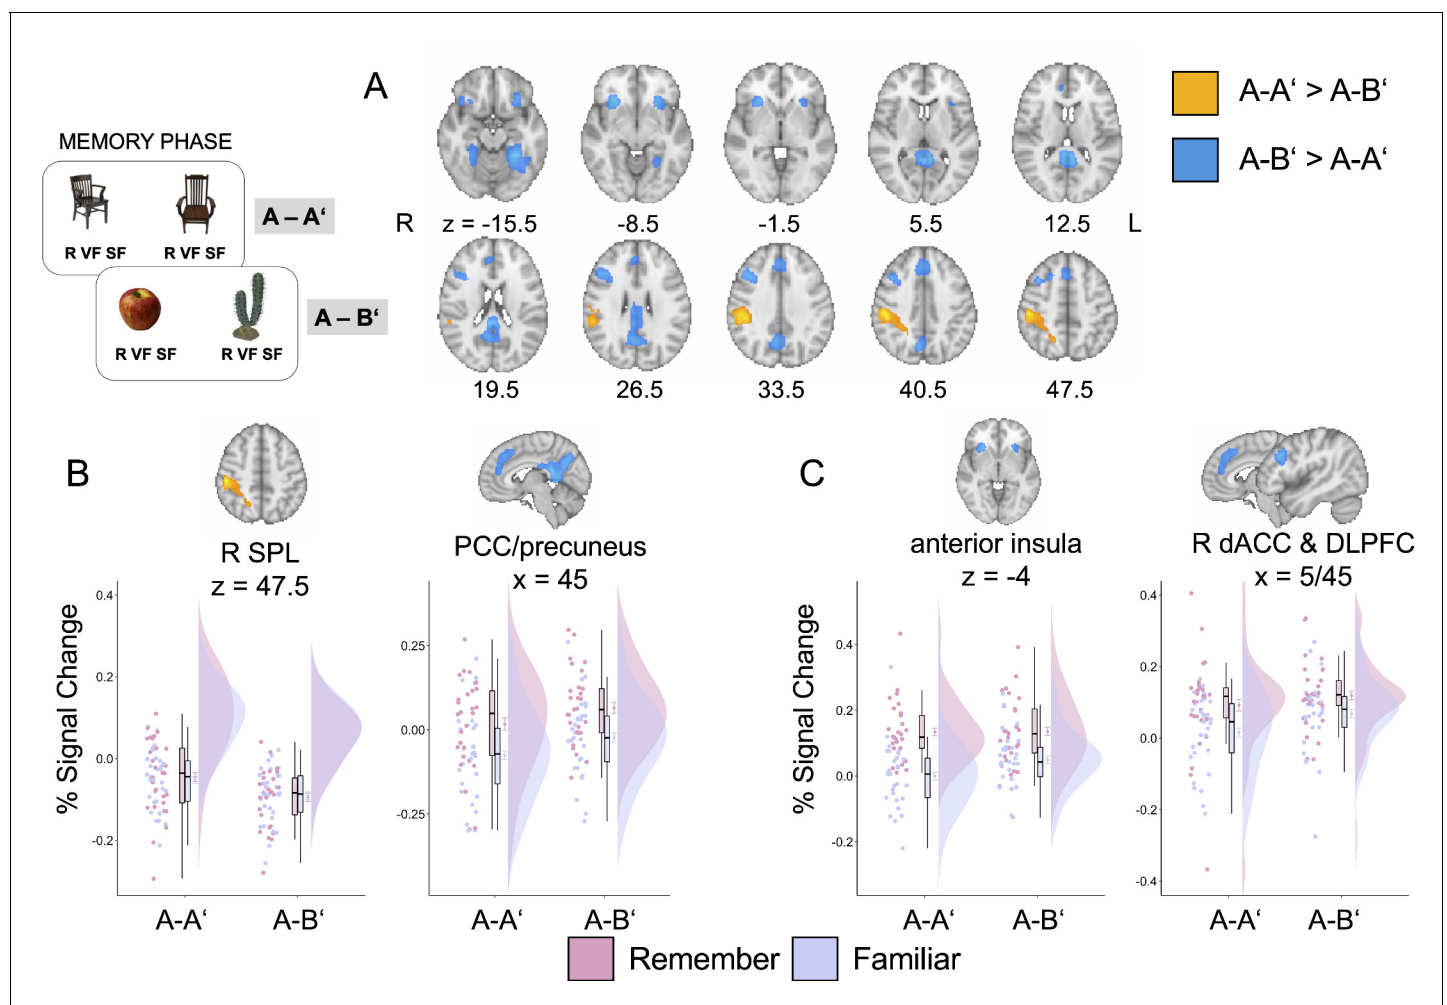 A
A-A‘ > A-B‘
A-B‘ > A-A‘
MEMORY PHASE
A – A‘
R VF SF
R VF SF
A – B‘
R VF SF
R VF SF
R
z = -15.5
-8.5
-1.5
5.5
12.5
L
19.5
26.5
33.5
40.5
47.5
B
R SPL
z = 47.5
PCC/precuneus
x = 45
C
anterior insula
z = -4
R dACC & DLPFC
x = 5/45
% Signal Change
0.4
0.2
0.0
-0.2
A-A‘
A-B‘
0.25
0.00
-0.25
A-A‘
A-B‘
% Signal Change
0.4
0.2
0.0
-0.2
A-A‘
A-B‘
0.4
0.2
0.0
-0.2
-0.4
A-A‘
A-B‘
Remember
Familiar